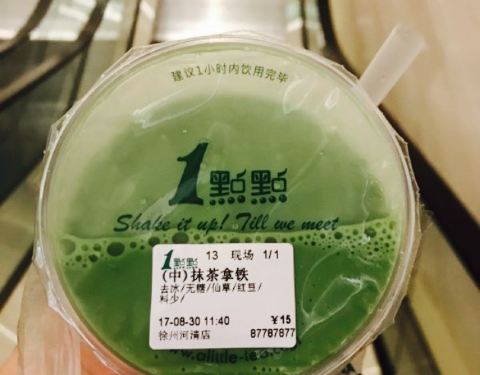 建议1小时内饮用完毕
1點點
Shake it up! Till we meet
1點點 13 现场 1/1
(中)抹茶拿铁
去冰/无糖/仙草/红豆/
料少/
17-08-30 11:40 ￥15
徐州河清店 87787877
www.alittle-tea.